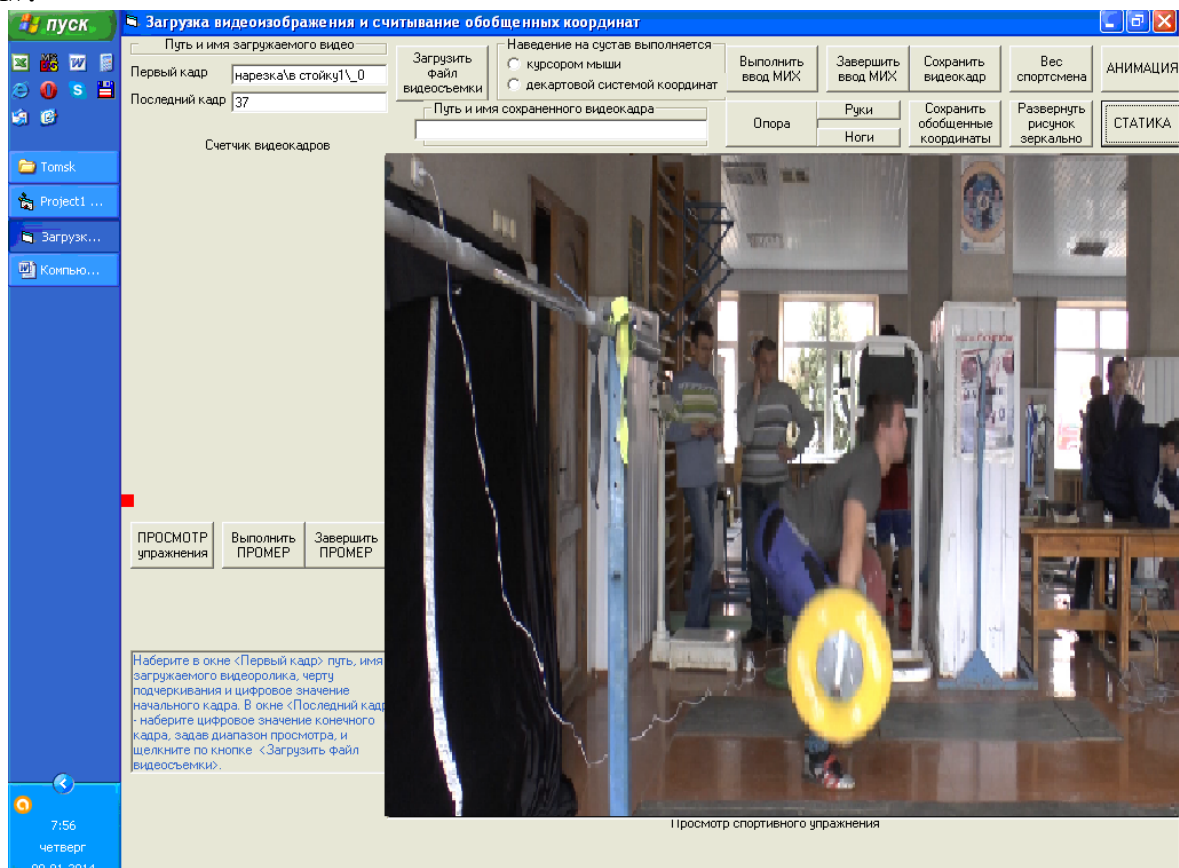 пуск
Загрузка видеоизображения и считывание обобщенных координат
Путь и имя загружаемого видео
Первый кадр
нарезка\в стойку1\_0
Последний кадр
37
Счетчик видеокадров
Загрузить
файл
видеосъемки
Наведение на сустав выполняется
курсором мыши
декартовой системой координат
Путь и имя сохраненного видеокадра
Выполнить
ввод МИХ
Завершить
ввод МИХ
Сохранить
видеокадр
Вес
спортсмена
АНИМАЦИЯ
Опора
Руки
Ноги
Сохранить
обобщенные
координаты
Развернуть
рисунок
зеркально
СТАТИКА
Tomsk
Project1 ...
Загрузк...
Компью...
ПРОСМОТР
упражнения
Выполнить
ПРОМЕР
Завершить
ПРОМЕР
Наберите в окне <Первый кадр> путь, имя
загружаемого видеоролика, черту
подчеркивания и цифровое значение
начального кадра. В окне <Последний кадр
- наберите цифровое значение конечного
кадра, задав диапазон просмотра, и
щелкните по кнопке <Загрузить файл
видеосъемки>.
Просмотр спортивного упражнения
7:56
четверг